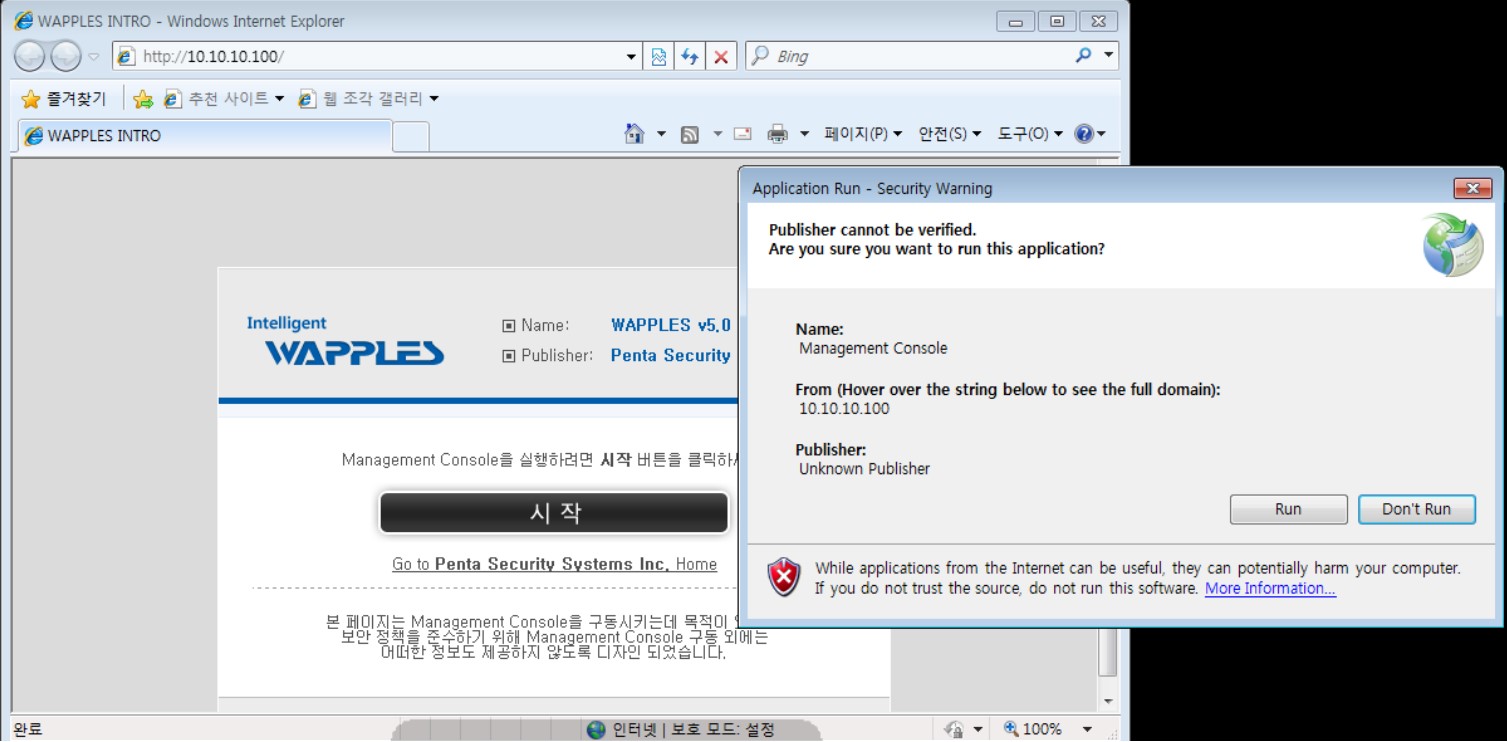 WAPPLES INTRO - Windows Internet Explorer
http://10.10.10.100/
Bing
즐겨찾기
추천 사이트
웹 조각 갤러리
WAPPLES INTRO
페이지(P)
안전(S)
도구(O)
Intelligent
WAPPLES
Name: WAPPLES v5.0
Publisher: Penta Security
Management Console을 실행하려면 시작 버튼을 클릭하
시 작
Go to Penta Security Systems Inc. Home
본 페이지는 Management Console을 구동시키는데 목적이
보안 정책을 준수하기 위해 Management Console 구동 외에는
어떠한 정보도 제공하지 않도록 디자인 되었습니다.
완료
인터넷 | 보호 모드: 설정
100%
Application Run - Security Warning
Publisher cannot be verified.
Are you sure you want to run this application?
Name:
Management Console
From (Hover over the string below to see the full domain):
10.10.10.100
Publisher:
Unknown Publisher
Run
Don't Run
While applications from the Internet can be useful, they can potentially harm your computer.
If you do not trust the source, do not run this software. More Information...